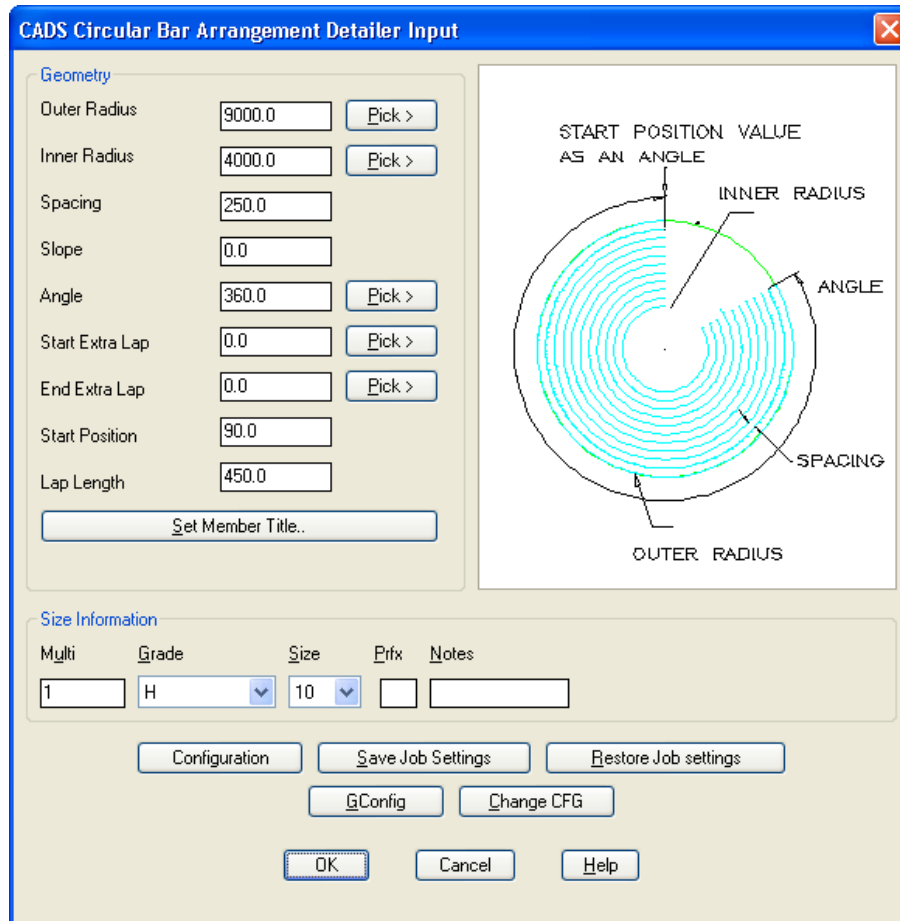 CADS Circular Bar Arrangement Detailer Input
Geometry
Outer Radius 9000.0 Pick >
Inner Radius 4000.0 Pick >
Spacing 250.0
Slope 0.0
Angle 360.0 Pick >
Start Extra Lap 0.0 Pick >
End Extra Lap 0.0 Pick >
Start Position 90.0
Lap Length 450.0
Set Member Title..
START POSITION VALUE
AS AN ANGLE
INNER RADIUS
ANGLE
SPACING
OUTER RADIUS
Size Information
Multi Grade Size Prfx Notes
1 H 10
Configuration Save Job Settings Restore Job settings
GConfig Change CFG
OK Cancel Help